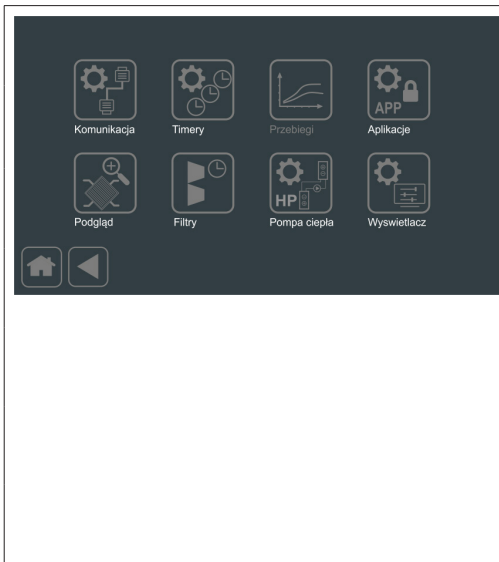 APP
Komunikacja Timery Przebiegi Aplikacje
HP
Podgląd Filtry Pompa ciepła Wyswietlacz